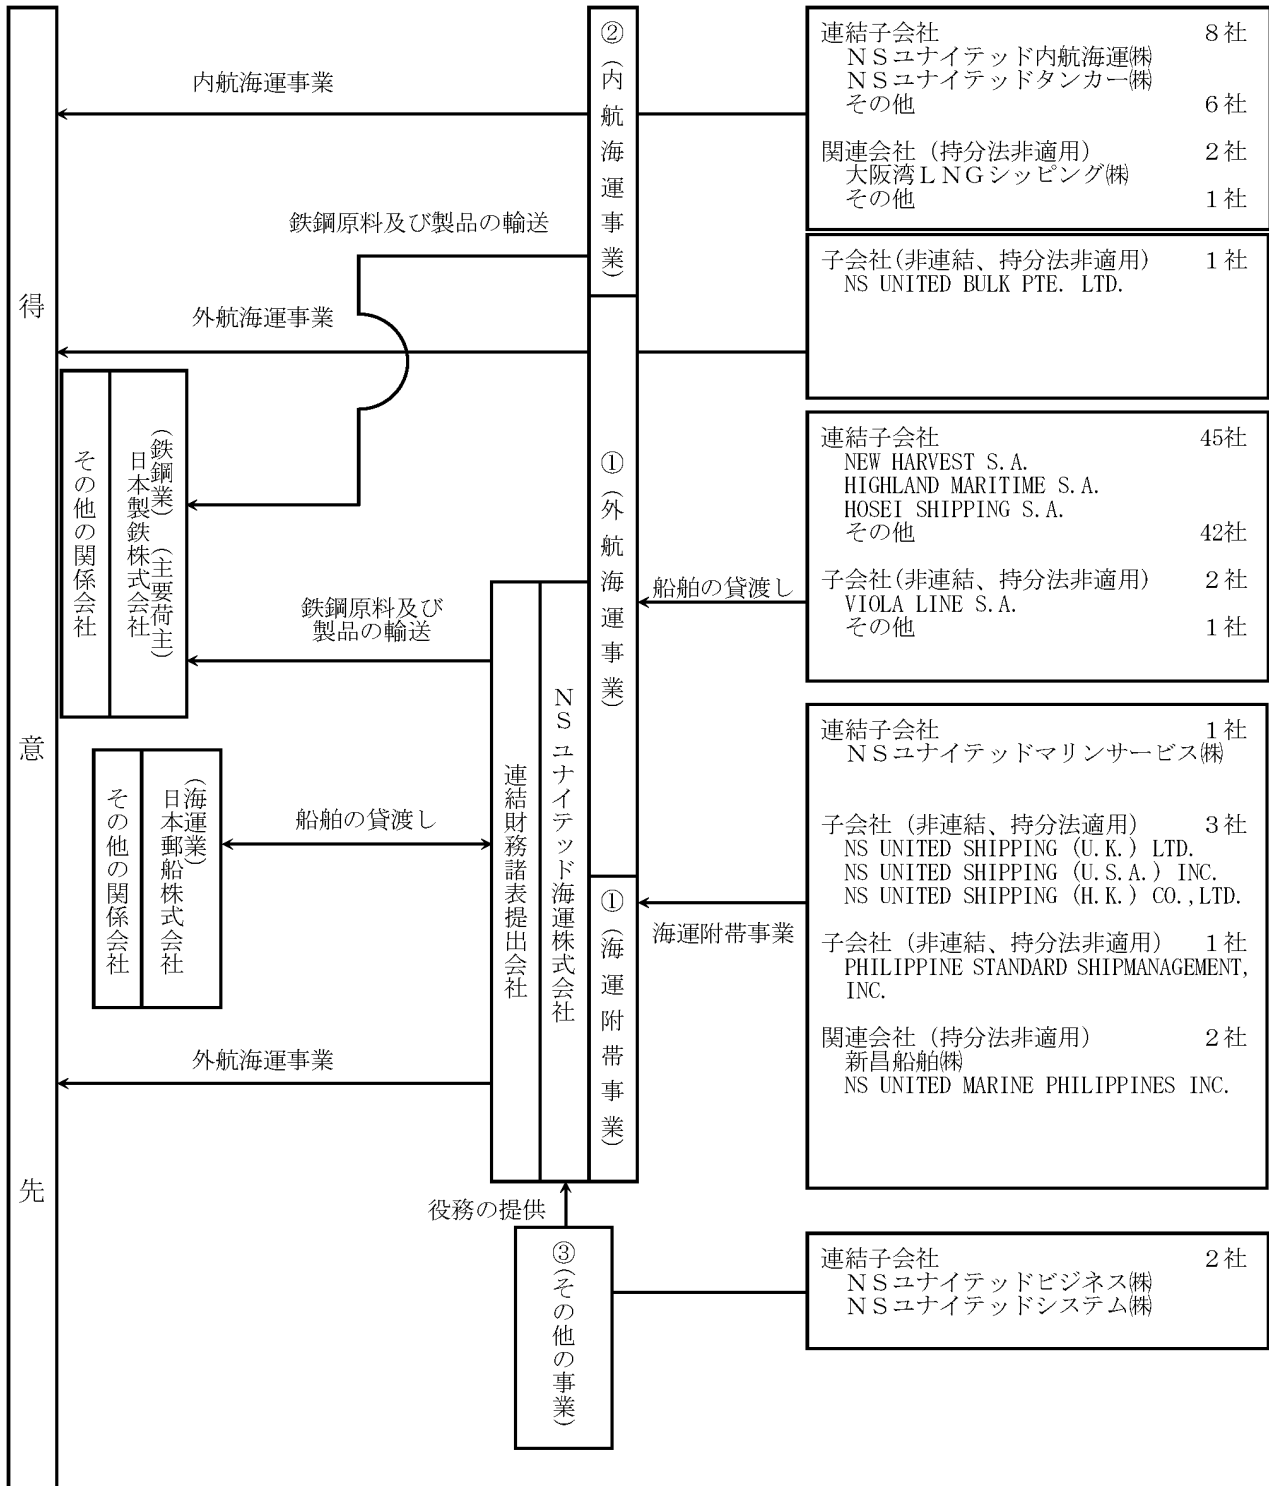 得意先
内航海運事業
鉄鋼原料及び製品の輸送
外航海運事業
その他の関係会社
日本製鉄株式会社
(鉄鋼業)(主要荷主)
鉄鋼原料及び
製品の輸送
その他の関係会社
日本郵船株式会社
(海運業)
船舶の貸渡し
外航海運事業
連結財務諸表提出会社
NSユナイテッド海運株式会社
②(内航海運事業)
①(外航海運事業)
①(海運附帯事業)
船舶の貸渡し
海運附帯事業
役務の提供
③(その他の事業)
連結子会社 8社
NSユナイテッド内航海運㈱
NSユナイテッドタンカー㈱
その他 6社
関連会社(持分法非適用) 2社
大阪湾LNGシッピング㈱
その他 1社
子会社(非連結、持分法非適用) 1社
NS UNITED BULK PTE. LTD.
連結子会社 45社
NEW HARVEST S.A.
HIGHLAND MARITIME S.A.
HOSEI SHIPPING S.A.
その他 42社
子会社(非連結、持分法非適用) 2社
VIOLA LINE S.A.
その他 1社
連結子会社 1社
NSユナイテッドマリンサービス㈱
子会社(非連結、持分法適用) 3社
NS UNITED SHIPPING (U.K.) LTD.
NS UNITED SHIPPING (U.S.A.) INC.
NS UNITED SHIPPING (H.K.) CO.,LTD.
子会社(非連結、持分法非適用) 1社
PHILIPPINE STANDARD SHIPMANAGEMENT,
INC.
関連会社(持分法非適用) 2社
新昌船舶㈱
NS UNITED MARINE PHILIPPINES INC.
連結子会社 2社
NSユナイテッドビジネス㈱
NSユナイテッドシステム㈱